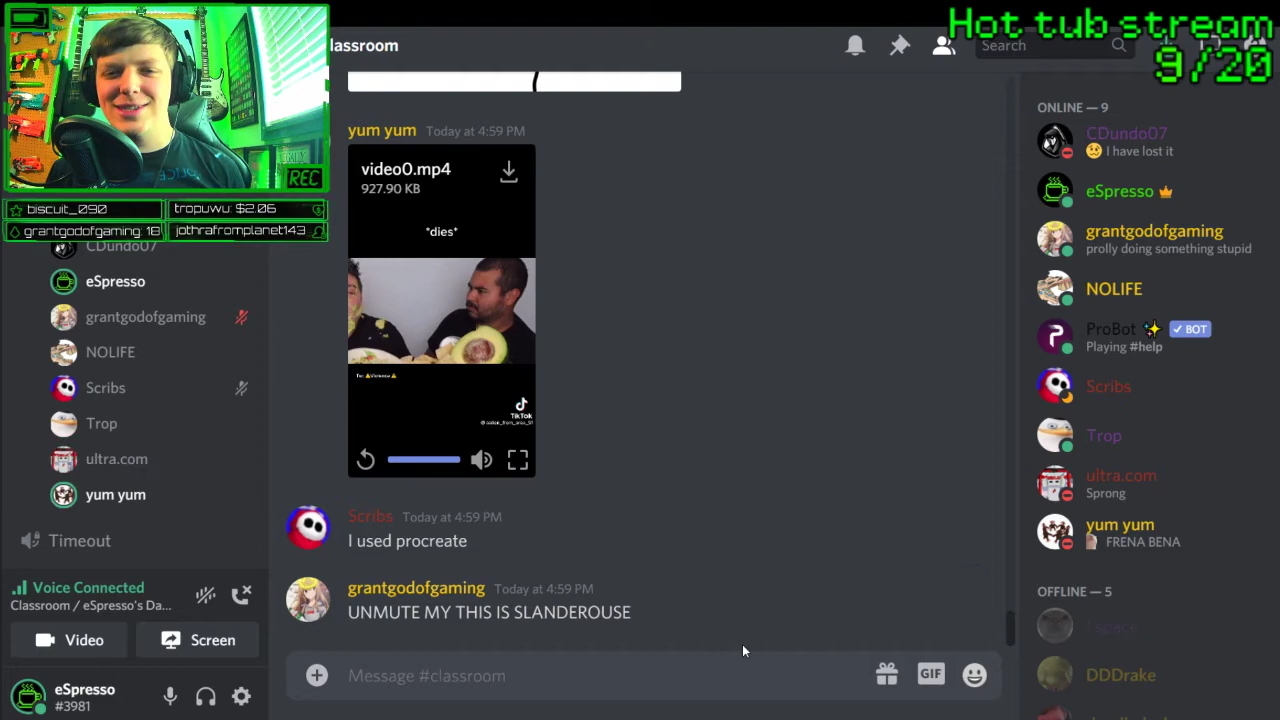 Hot tub stream
9/20
lassroom
Search
REC
biscuit_090
tropuwu: $2.06
grantgodofgaming: 18
jothrafromplanet143
CDundo07
eSpresso
grantgodofgaming
NOLIFE
Scribs
Trop
ultra.com
yum yum
Timeout
Voice Connected
Classroom / eSpresso's Da...
Video
Screen
eSpresso
#3981
yum yum Today at 4:59 PM
video0.mp4
927.90 KB
*dies*
TikTok
Scribs Today at 4:59 PM
I used procreate
grantgodofgaming Today at 4:59 PM
UNMUTE MY THIS IS SLANDEROUSE
Message #classroom
GIF
ONLINE — 9
CDundo07
I have lost it
eSpresso
grantgodofgaming
prolly doing something stupid
NOLIFE
ProBot ✨ ✓ BOT
Playing #help
Scribs
Trop
ultra.com
Sprong
yum yum
FRENA BENA
OFFLINE — 5
DDDrake